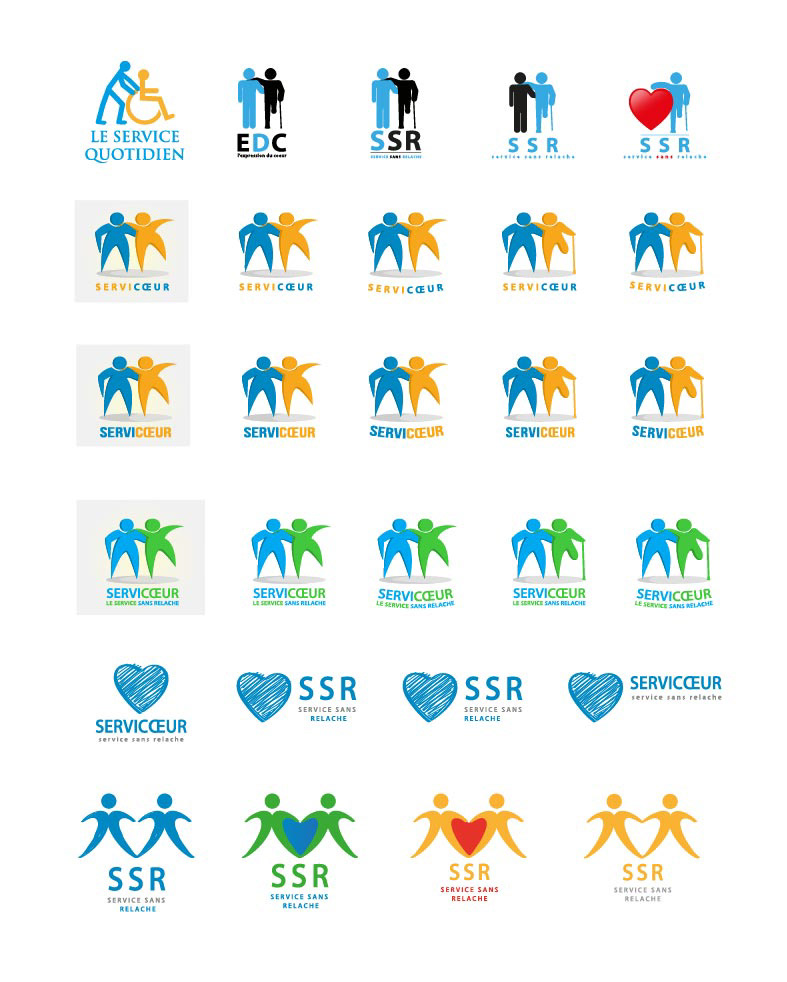 LE SERVICE
QUOTIDIEN
EDC
l'expression du coeur
SSR
SERVICE SANS RELACHE
SSR
service sans relache
SSR
service sans relache
SERVICŒUR
SERVICŒUR
SERVICŒUR
SERVICŒUR
SERVICŒUR
SERVICŒUR
SERVICŒUR
SERVICŒUR
SERVICŒUR
SERVICŒUR
SERVICŒUR
LE SERVICE SANS RELACHE
SERVICŒUR
LE SERVICE SANS RELACHE
SERVICŒUR
LE SERVICE SANS RELACHE
SERVICŒUR
LE SERVICE SANS RELACHE
SERVICŒUR
LE SERVICE SANS RELACHE
SERVICŒUR
service sans relache
SSR
SERVICE SANS
RELACHE
SSR
SERVICE SANS
RELACHE
SERVICŒUR
service sans relache
SSR
SERVICE SANS
RELACHE
SSR
SERVICE SANS
RELACHE
SSR
SERVICE SANS
RELACHE
SSR
SERVICE SANS
RELACHE